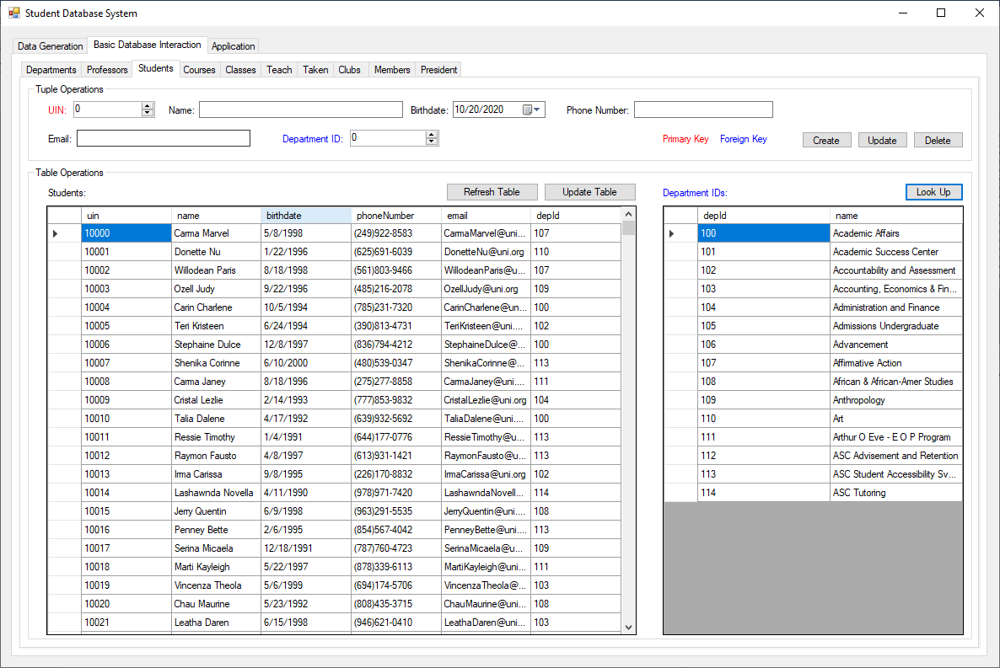 Student Database System
Data Generation Basic Database Interaction Application
Departments Professors Students Courses Classes Teach Taken Clubs Members President
Tuple Operations
UIN: 0 Name: Birthdate: 10/20/2020 Phone Number:
Email: Department ID: 0 Primary Key Foreign Key Create Update Delete
Table Operations
Students: Refresh Table Update Table Department IDs: Look Up
uin name birthdate phoneNumber email depId depId name
10000 Carma Marvel 5/8/1998 (249)922-8583 CarmaMarvel@uni... 107 100 Academic Affairs
10001 Donette Nu 1/22/1996 (625)691-6039 DonetteNu@uni.org 110 101 Academic Success Center
10002 Willodean Paris 8/18/1998 (561)803-9466 WillodeanParis@u... 107 102 Accountability and Assessment
10003 Ozell Judy 9/22/1996 (485)216-2078 OzellJudy@uni.org 109 103 Accounting, Economics & Fin...
10004 Carin Charlene 10/5/1994 (785)231-7320 CarinCharlene@un... 100 104 Administration and Finance
10005 Teri Kristeen 6/24/1994 (390)813-4731 TeriKristeen@uni.... 102 105 Admissions Undergraduate
10006 Stephaine Dulce 12/8/1997 (836)794-4212 StephaineDulce@... 100 106 Advancement
10007 Shenika Corinne 6/10/2000 (480)539-0347 ShenikaCorinne@... 113 107 Affirmative Action
10008 Carma Janey 8/18/1996 (275)277-8858 CarmaJaney@uni.... 111 108 African & African-Amer Studies
10009 Cristal Lezlie 2/14/1993 (777)853-9832 CristalLezlie@uni.org 104 109 Anthropology
10010 Talia Dalene 4/17/1992 (639)932-5692 TaliaDalene@uni.... 100 110 Art
10011 Ressie Timothy 1/4/1991 (644)177-0776 RessieTimothy@u... 113 111 Arthur O Eve - E O P Program
10012 Raymon Fausto 4/8/1997 (613)931-1421 RaymonFausto@u... 113 112 ASC Advisement and Retention
10013 Irma Carissa 9/8/1995 (226)170-8832 IrmaCarissa@uni.org 102 113 ASC Student Accessibility Sv...
10014 Lashawnda Novella 4/11/1990 (978)971-7420 LashawndaNovell... 114 114 ASC Tutoring
10015 Jerry Quentin 6/9/1998 (963)291-5535 JerryQuentin@uni.... 108
10016 Penney Bette 2/6/1995 (854)567-4042 PenneyBette@uni.... 113
10017 Serina Micaela 12/18/1991 (787)760-4723 SerinaMicaela@u... 109
10018 Marti Kayleigh 5/22/1997 (878)339-6113 MartiKayleigh@uni... 111
10019 Vincenza Theola 5/6/1999 (694)174-5706 VincenzaTheola@... 103
10020 Chau Maurine 5/23/1992 (808)435-3715 ChauMaurine@uni... 108
10021 Leatha Daren 6/15/1998 (946)621-0410 LeathaDaren@uni... 103